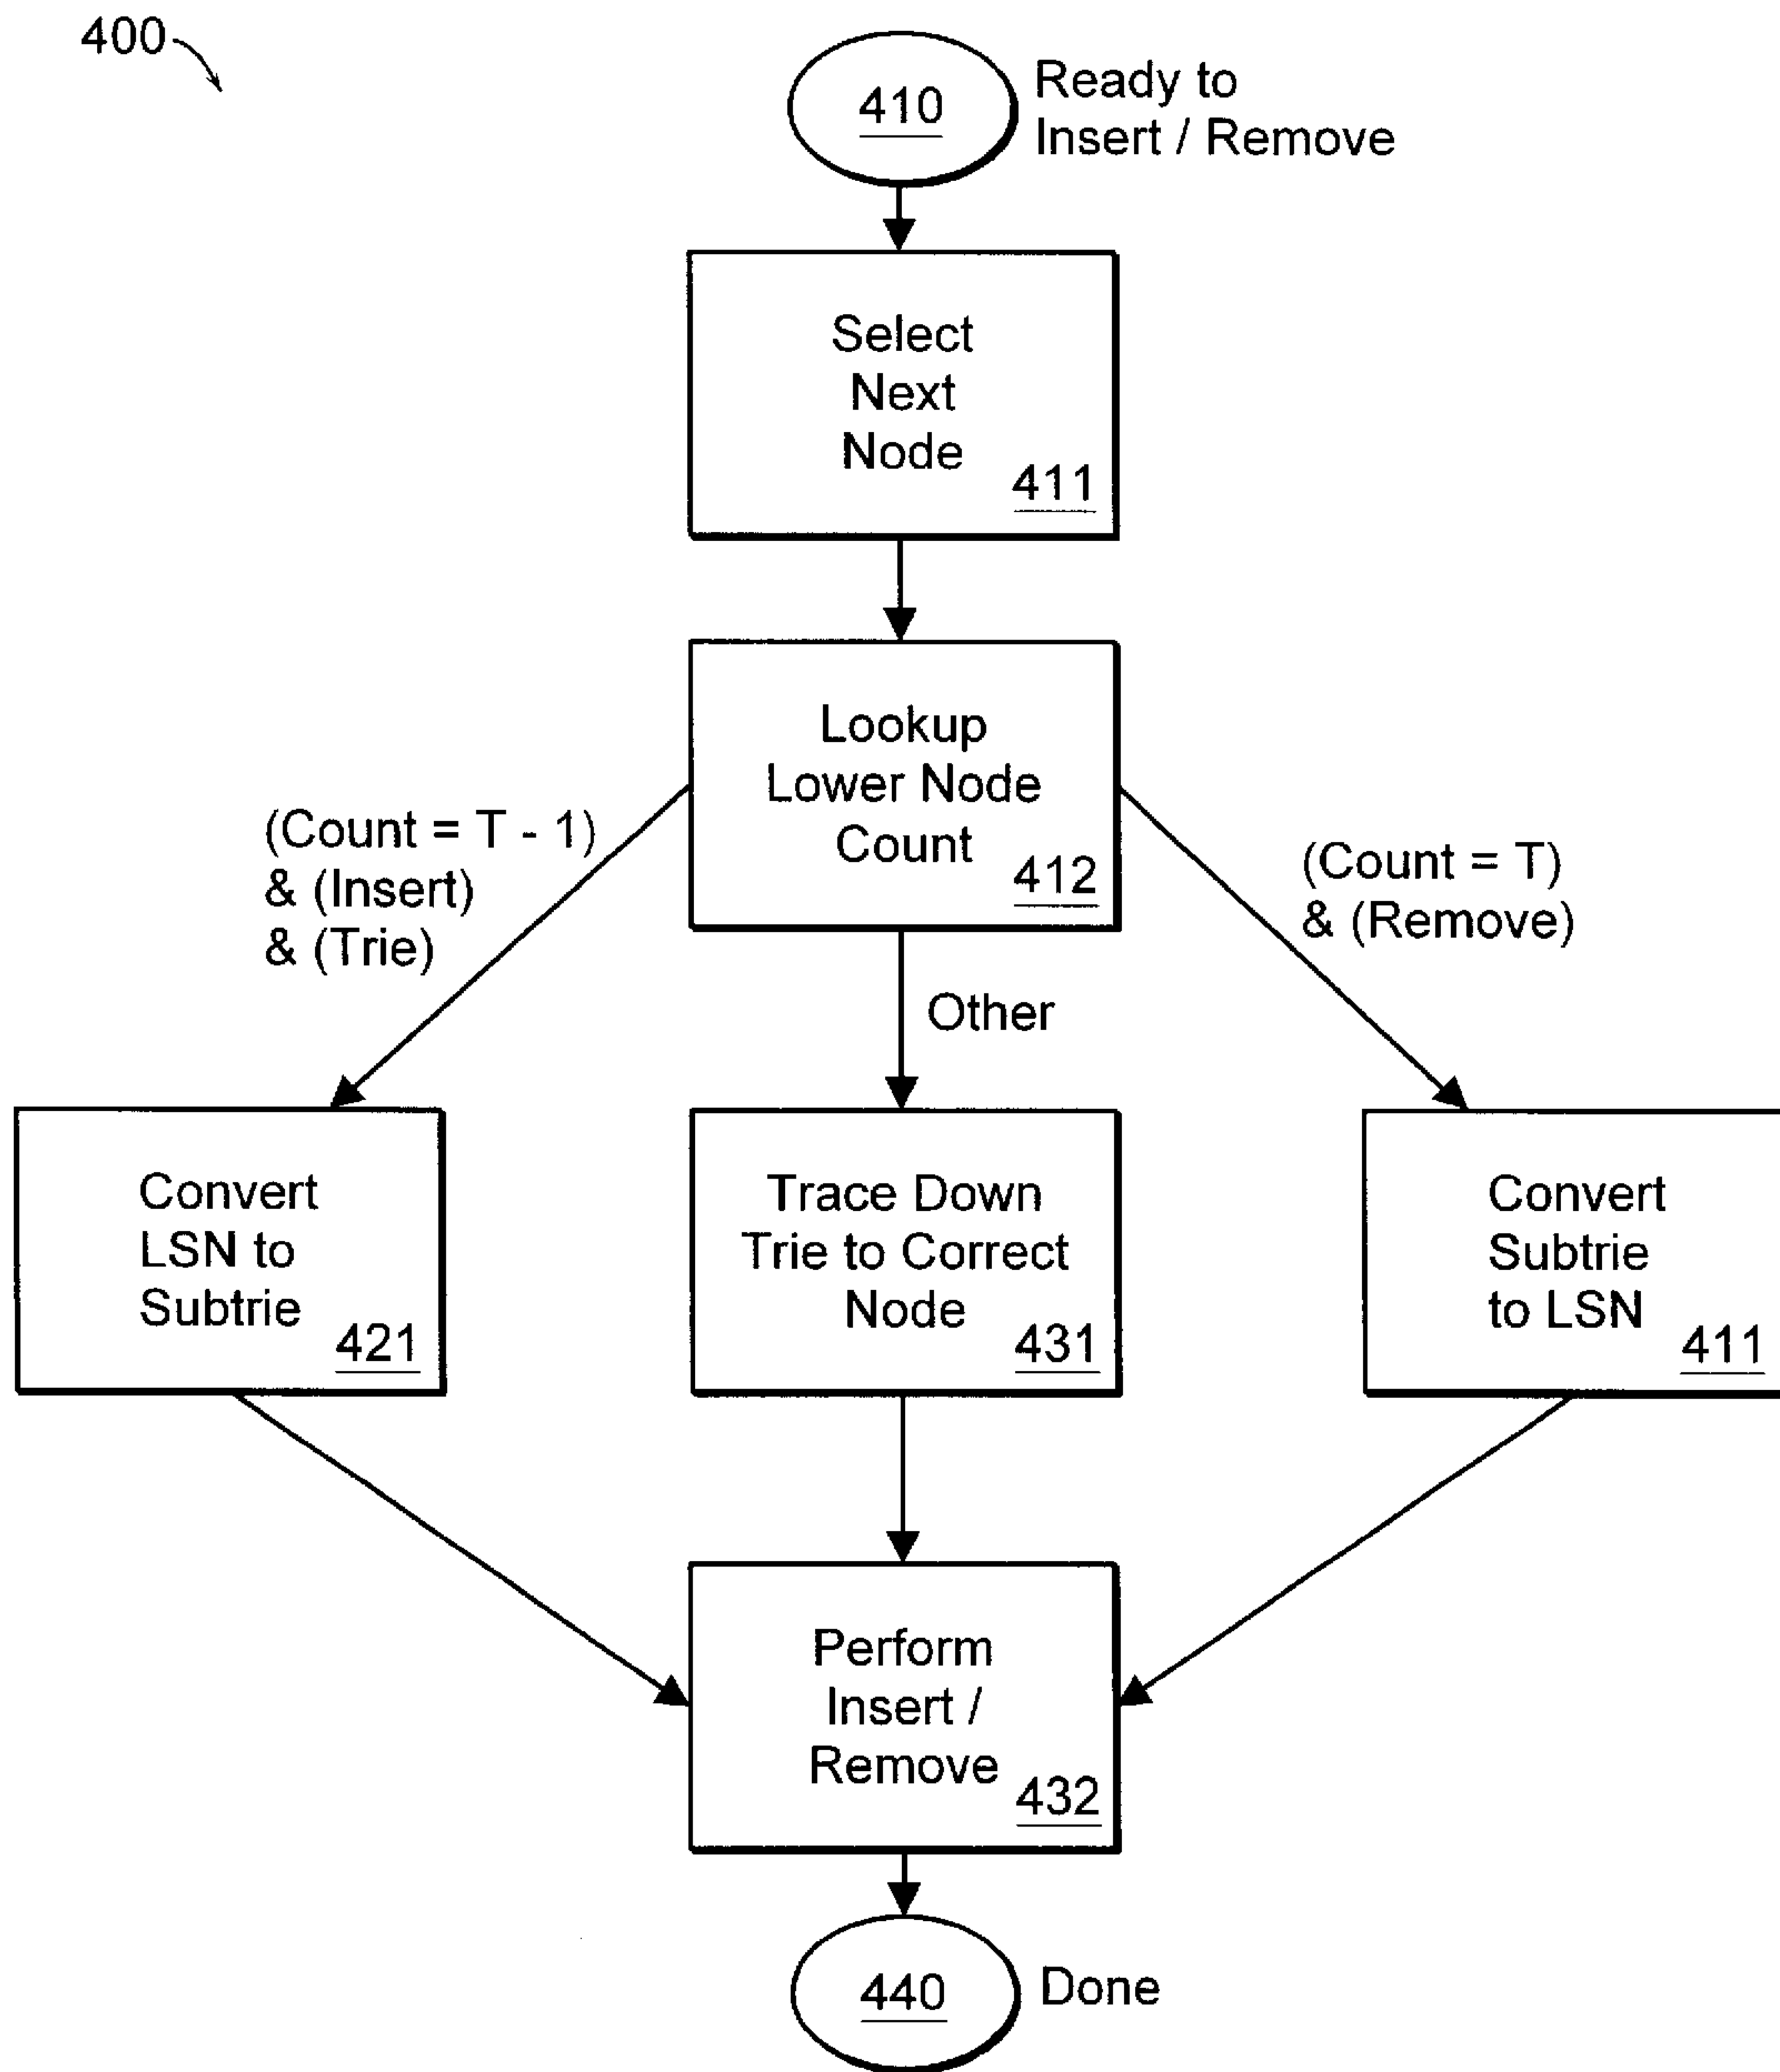 400
410
Ready to
Insert / Remove
Select
Next
Node
411
Lookup
Lower Node
Count
412
(Count = T - 1)
& (Insert)
& (Trie)
(Count = T)
& (Remove)
Other
Convert
LSN to
Subtrie
421
Trace Down
Trie to Correct
Node
431
Convert
Subtrie
to LSN
411
Perform
Insert /
Remove
432
440
Done